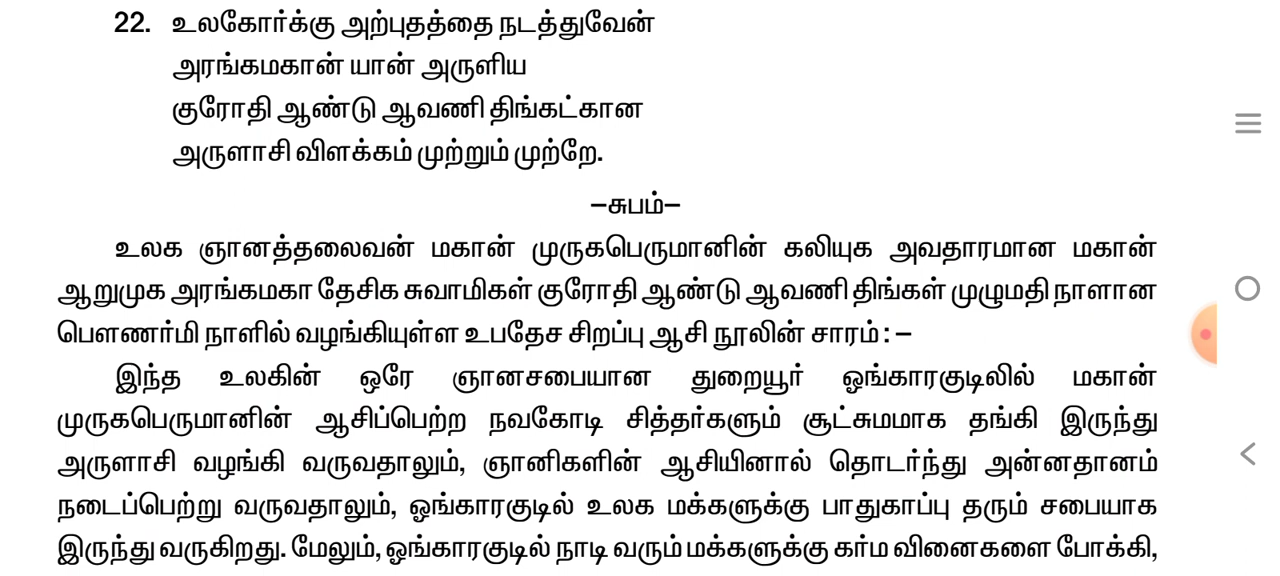 22. உலகோர்க்கு அற்புதத்தை நடத்துவேன்
அரங்கமகான் யான் அருளிய
குரோதி ஆண்டு ஆவணி திங்கட்கான
அருளாசி விளக்கம் முற்றும் முற்றே.
–சுபம்–
உலக ஞானத்தலைவன் மகான் முருகபெருமானின் கலியுக அவதாரமான மகான்
ஆறுமுக அரங்கமகா தேசிக சுவாமிகள் குரோதி ஆண்டு ஆவணி திங்கள் முழுமதி நாளான
பௌணர்மி நாளில் வழங்கியுள்ள உபதேச சிறப்பு ஆசி நூலின் சாரம் : –
இந்த உலகின் ஒரே ஞானசபையான துறையூர் ஓங்காரகுடிலில் மகான்
முருகபெருமானின் ஆசிப்பெற்ற நவகோடி சித்தர்களும் சூட்சுமமாக தங்கி இருந்து
அருளாசி வழங்கி வருவதாலும், ஞானிகளின் ஆசியினால் தொடர்ந்து அன்னதானம்
நடைப்பெற்று வருவதாலும், ஓங்காரகுடில் உலக மக்களுக்கு பாதுகாப்பு தரும் சபையாக
இருந்து வருகிறது. மேலும், ஓங்காரகுடில் நாடி வரும் மக்களுக்கு கர்ம வினைகளை போக்கி,